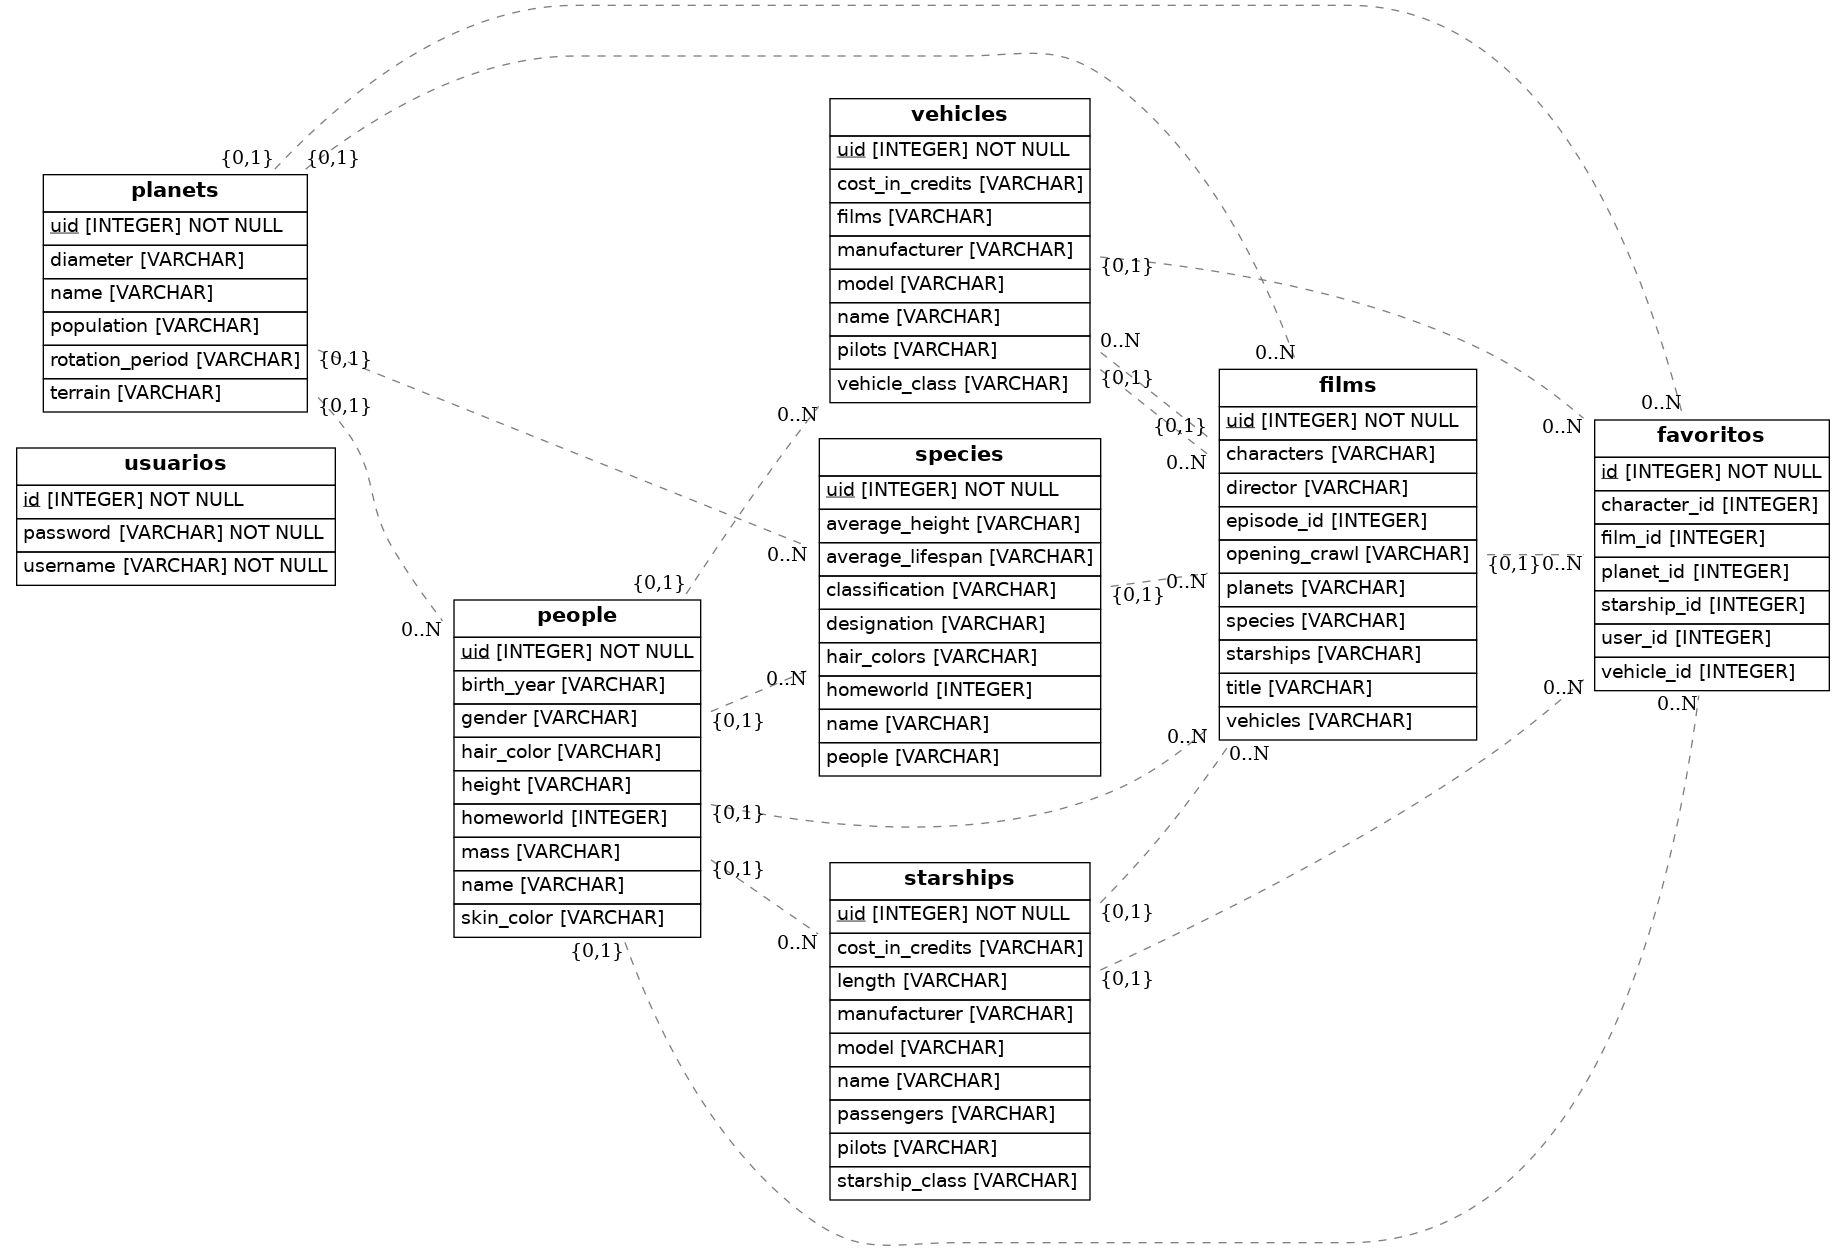 {0,1}
{0,1}
planets
uid [INTEGER] NOT NULL
diameter [VARCHAR]
name [VARCHAR]
population [VARCHAR]
rotation_period [VARCHAR]
terrain [VARCHAR]
{0,1}
{0,1}
usuarios
id [INTEGER] NOT NULL
password [VARCHAR] NOT NULL
username [VARCHAR] NOT NULL
0..N
{0,1}
people
uid [INTEGER] NOT NULL
birth_year [VARCHAR]
gender [VARCHAR]
hair_color [VARCHAR]
height [VARCHAR]
homeworld [INTEGER]
mass [VARCHAR]
name [VARCHAR]
skin_color [VARCHAR]
{0,1}
{0,1}
{0,1}
{0,1}
vehicles
uid [INTEGER] NOT NULL
cost_in_credits [VARCHAR]
films [VARCHAR]
manufacturer [VARCHAR]
model [VARCHAR]
name [VARCHAR]
pilots [VARCHAR]
vehicle_class [VARCHAR]
{0,1}
0..N
{0,1}
0..N
species
uid [INTEGER] NOT NULL
average_height [VARCHAR]
average_lifespan [VARCHAR]
classification [VARCHAR]
designation [VARCHAR]
hair_colors [VARCHAR]
homeworld [INTEGER]
name [VARCHAR]
people [VARCHAR]
0..N
0..N
{0,1}
starships
uid [INTEGER] NOT NULL
cost_in_credits [VARCHAR]
length [VARCHAR]
manufacturer [VARCHAR]
model [VARCHAR]
name [VARCHAR]
passengers [VARCHAR]
pilots [VARCHAR]
starship_class [VARCHAR]
0..N
{0,1}
{0,1}
0..N
films
uid [INTEGER] NOT NULL
characters [VARCHAR]
director [VARCHAR]
episode_id [INTEGER]
opening_crawl [VARCHAR]
planets [VARCHAR]
species [VARCHAR]
starships [VARCHAR]
title [VARCHAR]
vehicles [VARCHAR]
{0,1}
0..N
0..N
0..N
0..N
{0,1}
0..N
0..N
favoritos
id [INTEGER] NOT NULL
character_id [INTEGER]
film_id [INTEGER]
planet_id [INTEGER]
starship_id [INTEGER]
user_id [INTEGER]
vehicle_id [INTEGER]
0..N
0..N
0..N